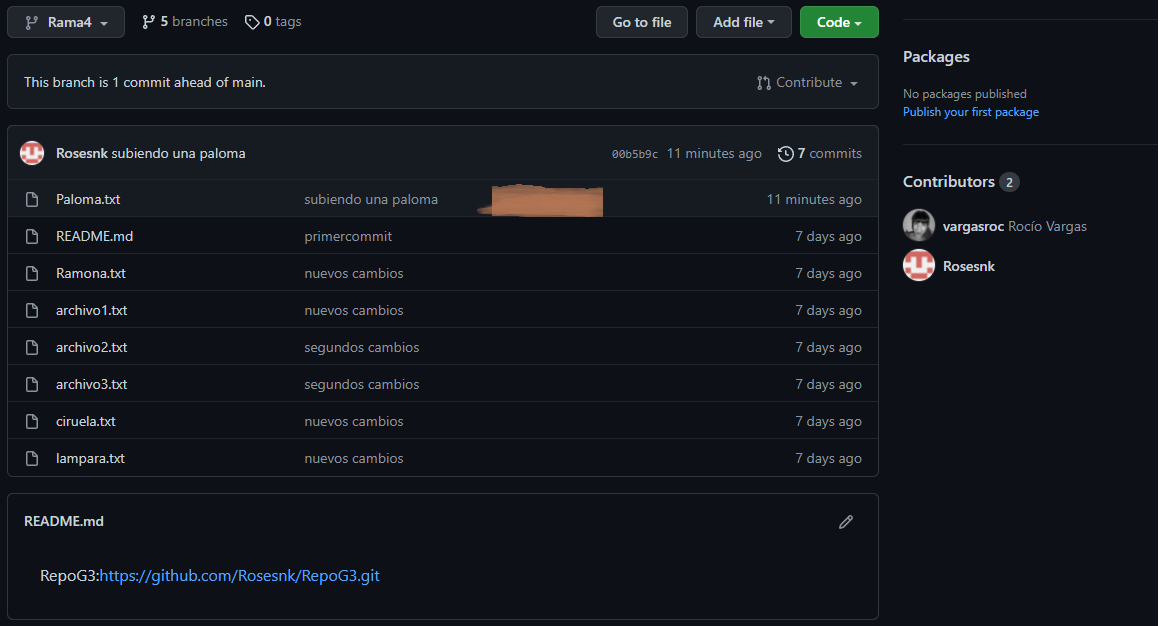 Rama4
5 branches
0 tags
Go to file
Add file
Code
This branch is 1 commit ahead of main.
Contribute
Rosesnk subiendo una paloma
00b5b9c 11 minutes ago
7 commits
Paloma.txt subiendo una paloma 11 minutes ago
README.md primercommit 7 days ago
Ramona.txt nuevos cambios 7 days ago
archivo1.txt nuevos cambios 7 days ago
archivo2.txt segundos cambios 7 days ago
archivo3.txt segundos cambios 7 days ago
ciruela.txt nuevos cambios 7 days ago
lampara.txt nuevos cambios 7 days ago
README.md
RepoG3:https://github.com/Rosesnk/RepoG3.git
Packages
No packages published
Publish your first package
Contributors 2
vargasroc Rocío Vargas
Rosesnk